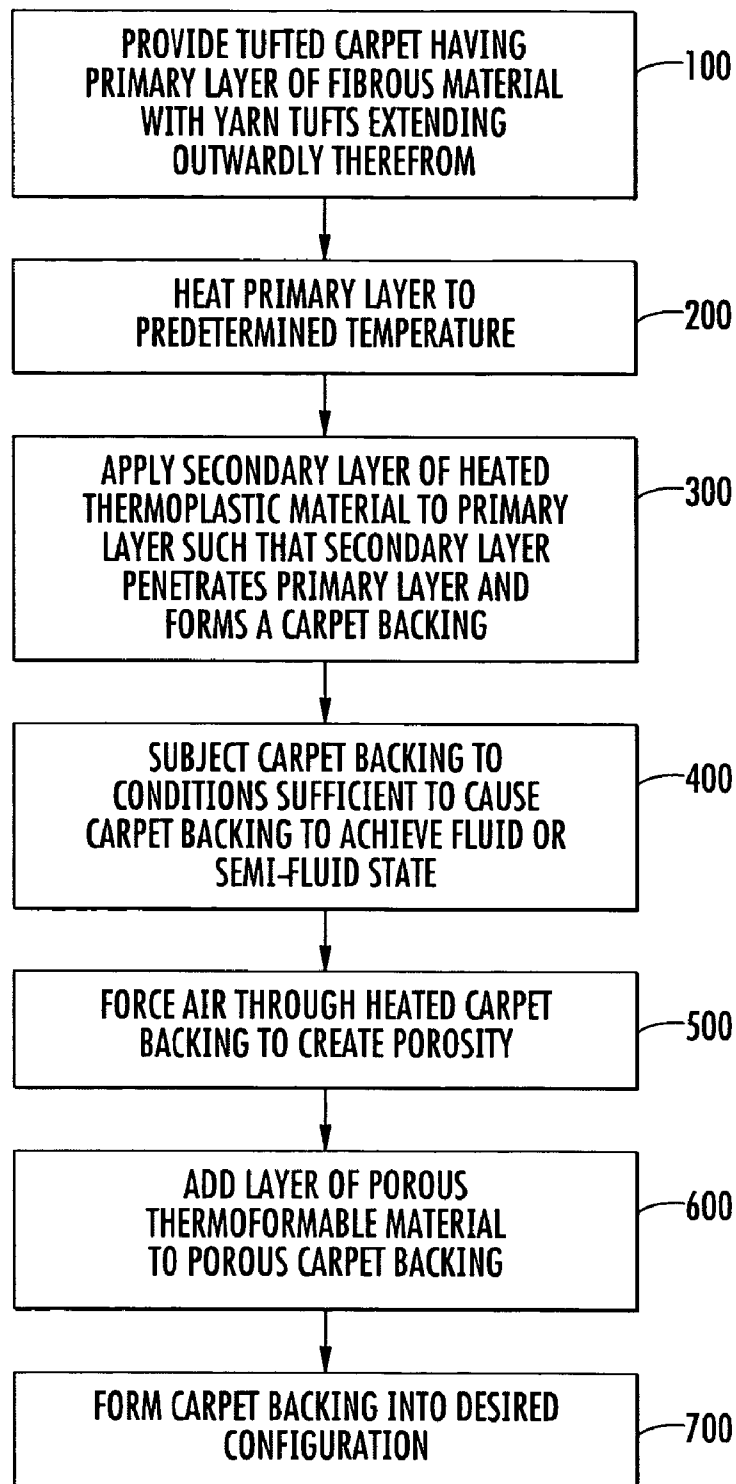 PROVIDE TUFTED CARPET HAVING
PRIMARY LAYER OF FIBROUS MATERIAL
WITH YARN TUFTS EXTENDING
OUTWARDLY THEREFROM
100
HEAT PRIMARY LAYER TO
PREDETERMINED TEMPERATURE
200
APPLY SECONDARY LAYER OF HEATED
THERMOPLASTIC MATERIAL TO PRIMARY
LAYER SUCH THAT SECONDARY LAYER
PENETRATES PRIMARY LAYER AND
FORMS A CARPET BACKING
300
SUBJECT CARPET BACKING TO
CONDITIONS SUFFICIENT TO CAUSE
CARPET BACKING TO ACHIEVE FLUID OR
SEMI-FLUID STATE
400
FORCE AIR THROUGH HEATED CARPET
BACKING TO CREATE POROSITY
500
ADD LAYER OF POROUS
THERMOFORMABLE MATERIAL
TO POROUS CARPET BACKING
600
FORM CARPET BACKING INTO DESIRED
CONFIGURATION
700